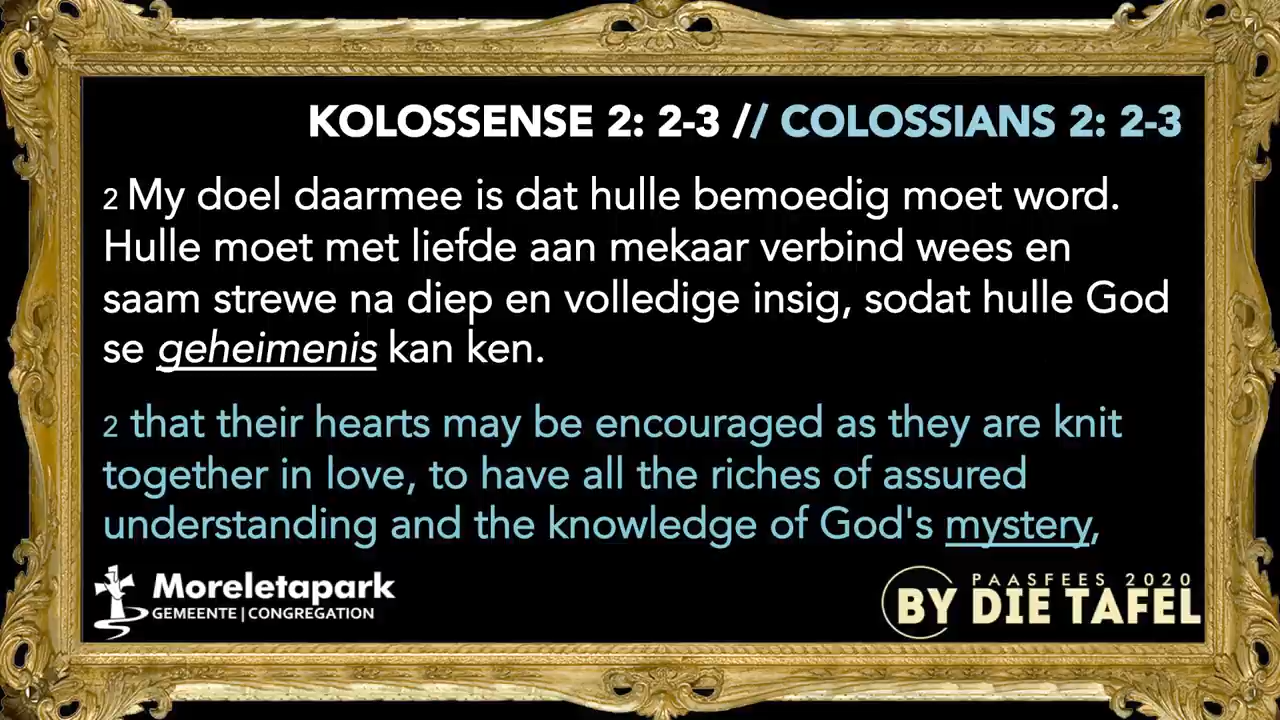 KOLOSSENSE 2: 2-3 // COLOSSIANS 2: 2-3
2 My doel daarmee is dat hulle bemoedig moet word.
Hulle moet met liefde aan mekaar verbind wees en
saam strewe na diep en volledige insig, sodat hulle God
se geheimenis kan ken.
2 that their hearts may be encouraged as they are knit
together in love, to have all the riches of assured
understanding and the knowledge of God's mystery,
Moreletapark
GEMEENTE | CONGREGATION
PAASFEES 2020
BY DIE TAFEL